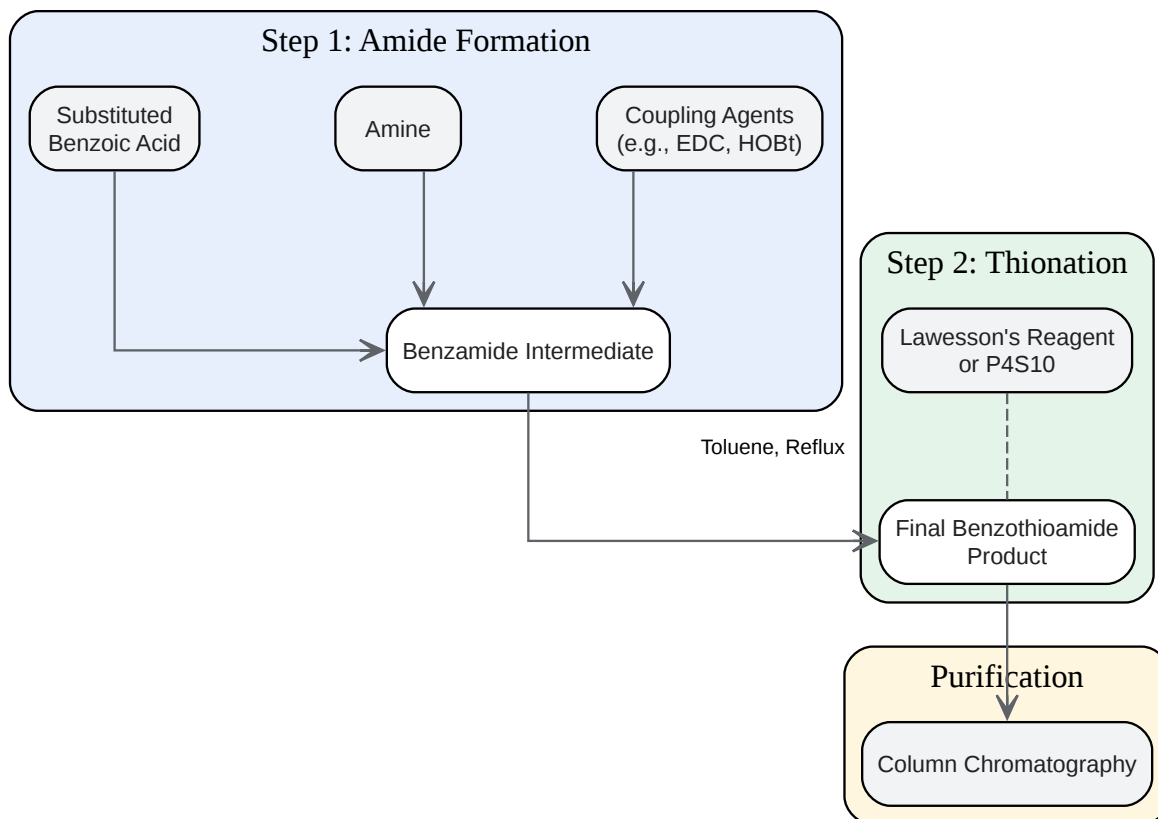 Step 1: Amide Formation
Substituted
Benzoic Acid
Amine
Coupling Agents
(e.g., EDC, HOBt)
Benzamide Intermediate
Step 2: Thionation
Lawesson's Reagent
or P4S10
Toluene, Reflux
Final Benzothioamide
Product
Purification
Column Chromatography